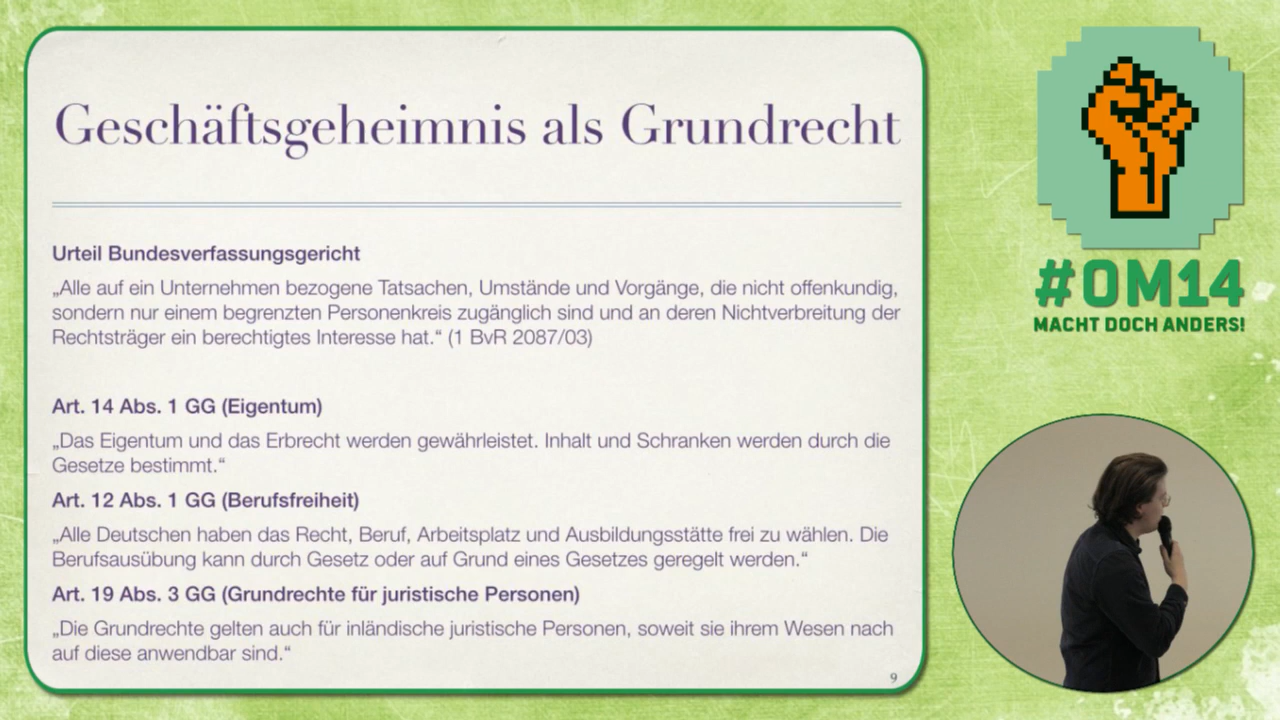 Geschäftsgeheimnis als Grundrecht
Urteil Bundesverfassungsgericht
„Alle auf ein Unternehmen bezogene Tatsachen, Umstände und Vorgänge, die nicht offenkundig,
sondern nur einem begrenzten Personenkreis zugänglich sind und an deren Nichtverbreitung der
Rechtsträger ein berechtigtes Interesse hat.“ (1 BvR 2087/03)
Art. 14 Abs. 1 GG (Eigentum)
„Das Eigentum und das Erbrecht werden gewährleistet. Inhalt und Schranken werden durch die
Gesetze bestimmt.“
Art. 12 Abs. 1 GG (Berufsfreiheit)
„Alle Deutschen haben das Recht, Beruf, Arbeitsplatz und Ausbildungsstätte frei zu wählen. Die
Berufsausübung kann durch Gesetz oder auf Grund eines Gesetzes geregelt werden.“
Art. 19 Abs. 3 GG (Grundrechte für juristische Personen)
„Die Grundrechte gelten auch für inländische juristische Personen, soweit sie ihrem Wesen nach
auf diese anwendbar sind.“
9
#OM14
MACHT DOCH ANDERS!